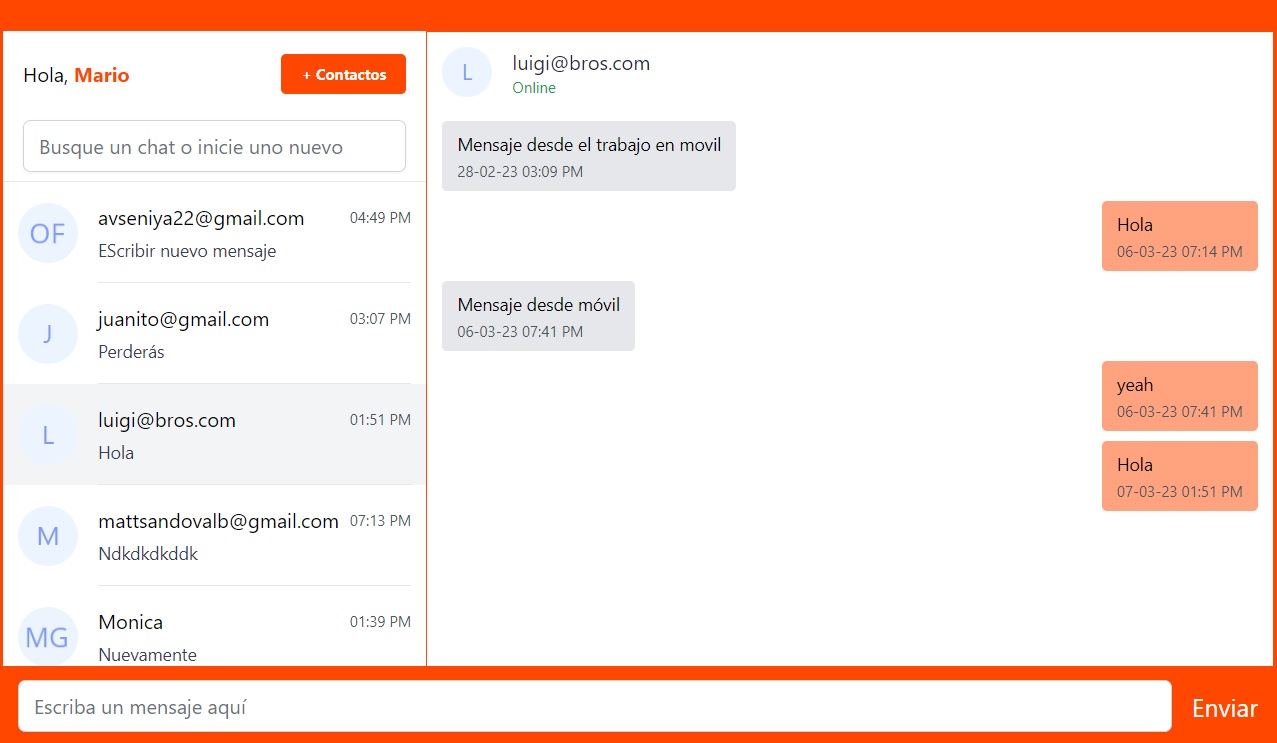 Hola, Mario
+ Contactos
Busque un chat o inicie uno nuevo
OF
avseniya22@gmail.com
04:49 PM
EScribir nuevo mensaje
J
juanito@gmail.com
03:07 PM
Perderás
L
luigi@bros.com
01:51 PM
Hola
M
mattsandovalb@gmail.com
07:13 PM
Ndkdkdkddk
MG
Monica
01:39 PM
Nuevamente
L
luigi@bros.com
Online
Mensaje desde el trabajo en movil
28-02-23 03:09 PM
Hola
06-03-23 07:14 PM
Mensaje desde móvil
06-03-23 07:41 PM
yeah
06-03-23 07:41 PM
Hola
07-03-23 01:51 PM
Escriba un mensaje aquí
Enviar